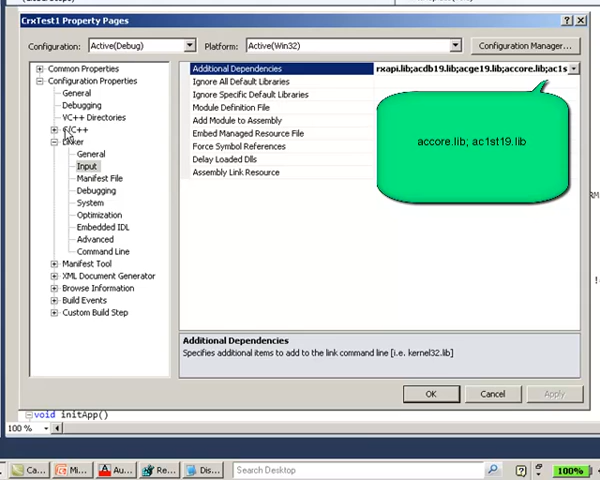 CrxTest1 Property Pages
Configuration: Active(Debug) Platform: Active(Win32) Configuration Manager...
Common Properties
Configuration Properties
General
Debugging
VC++ Directories
C/C++
Linker
General
Input
Manifest File
Debugging
System
Optimization
Embedded IDL
Advanced
Command Line
Manifest Tool
XML Document Generator
Browse Information
Build Events
Custom Build Step
Additional Dependencies rxapi.lib;acdb19.lib;acge19.lib;accore.lib;ac1s
Ignore All Default Libraries
Ignore Specific Default Libraries
Module Definition File
Add Module to Assembly
Embed Managed Resource File
Force Symbol References
Delay Loaded Dlls
Assembly Link Resource
accore.lib; ac1st19.lib
Additional Dependencies
Specifies additional items to add to the link command line [i.e. kernel32.lib]
OK Cancel Apply
void initApp()
100 %
Ca... Mi... Au... Re... Dis... Search Desktop 100%